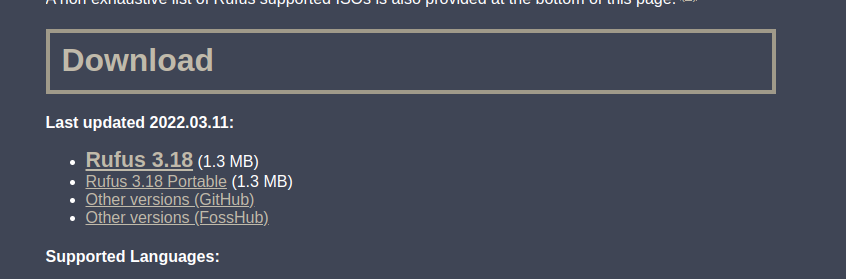 A non exhaustive list of Rufus supported ISOs is also provided at the bottom of this page.
Download
Last updated 2022.03.11:
Rufus 3.18 (1.3 MB)
Rufus 3.18 Portable (1.3 MB)
Other versions (GitHub)
Other versions (FossHub)
Supported Languages: